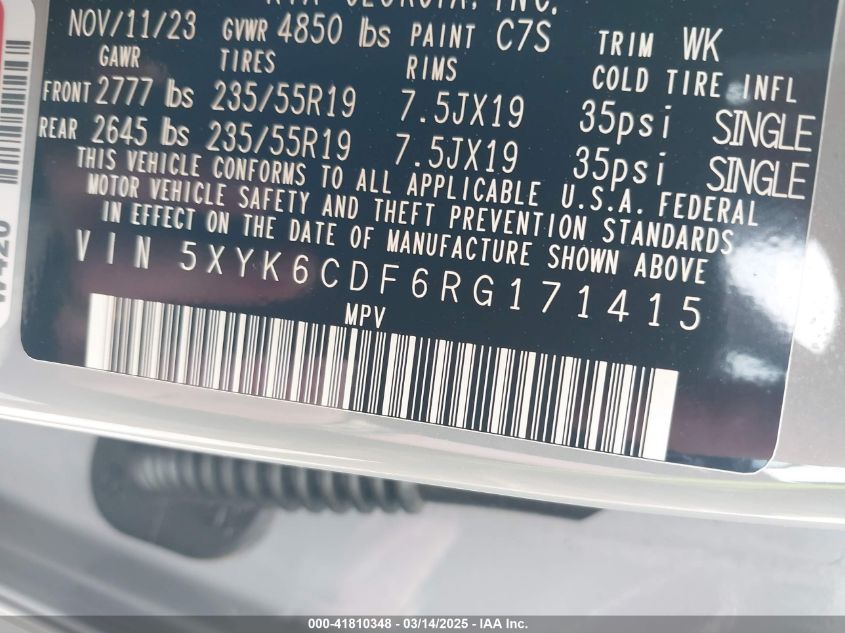 INC.
NOV/11/23 GVWR 4850 lbs PAINT C7S TRIM WK
GAWR TIRES RIMS COLD TIRE INFL
FRONT 2777 lbs 235/55R19 7.5JX19 35psi SINGLE
REAR 2645 lbs 235/55R19 7.5JX19 35psi SINGLE
THIS VEHICLE CONFORMS TO ALL APPLICABLE U.S.A. FEDERAL
MOTOR VEHICLE SAFETY AND THEFT PREVENTION STANDARDS
IN EFFECT ON THE DATE OF MANUFACTURE SHOWN ABOVE
VIN 5XYK6CDF6RG171415
MPV
000-41810348 - 03/14/2025 - IAA Inc.